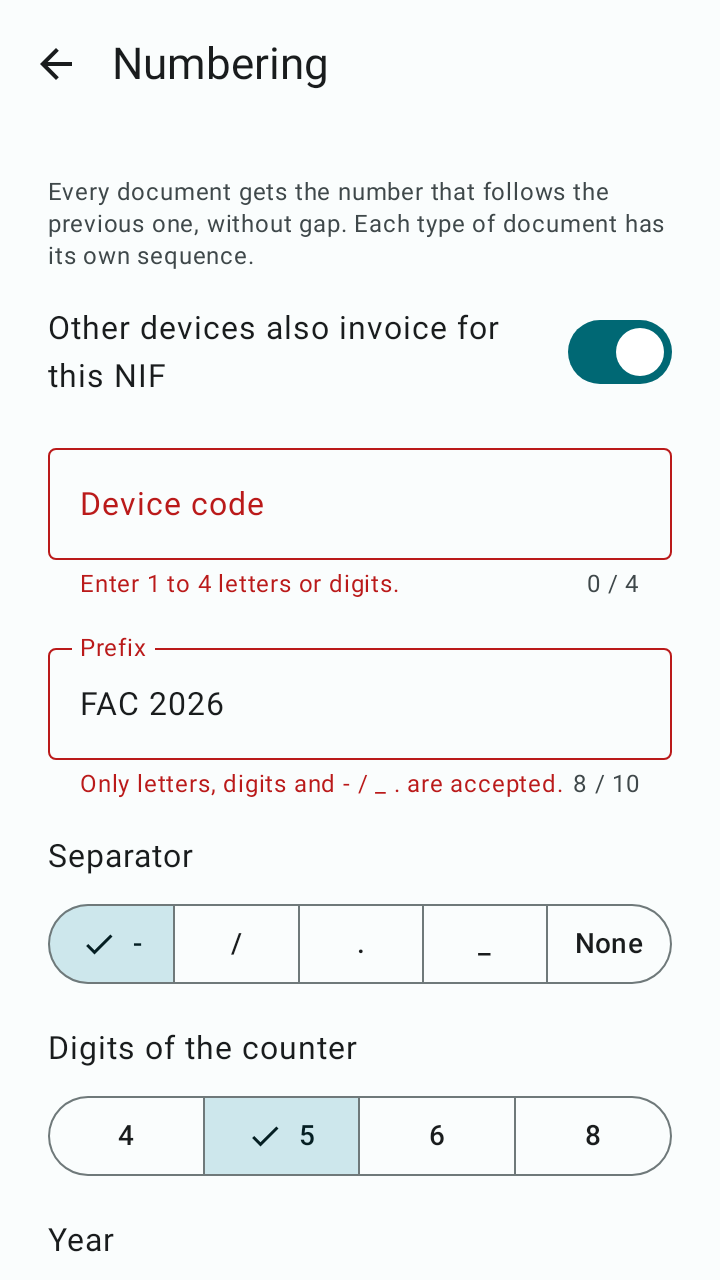 Numbering
Every document gets the number that follows the
previous one, without gap. Each type of document has
its own sequence.
Other devices also invoice for
this NIF
Device code
Enter 1 to 4 letters or digits. 0 / 4
Prefix
FAC 2026
Only letters, digits and - / _ . are accepted. 8 / 10
Separator
- / . _ None
Digits of the counter
4 5 6 8
Year